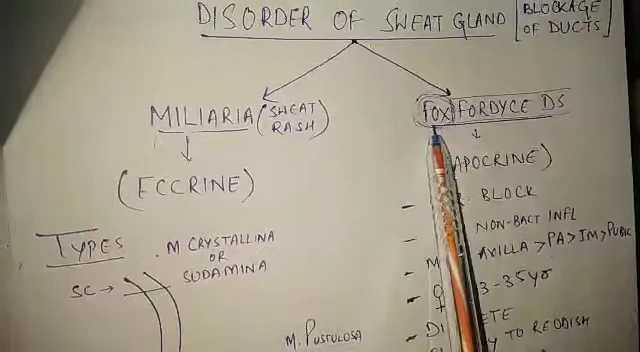 DISORDER OF SWEAT GLAND [BLOCKAGE
OF DUCTS]
MILIARIA (SWEAT
RASH)
FOX FORDYCE DS
(ECCRINE)
APOCRINE)
BLOCK
NON-BACT INFL
AXILLA > PA > IM > PUBIC
3-35yr
TO REDDISH
TYPES
M CRYSTALLINA
OR
SUDAMINA
SC →
M. PUSTULOSA